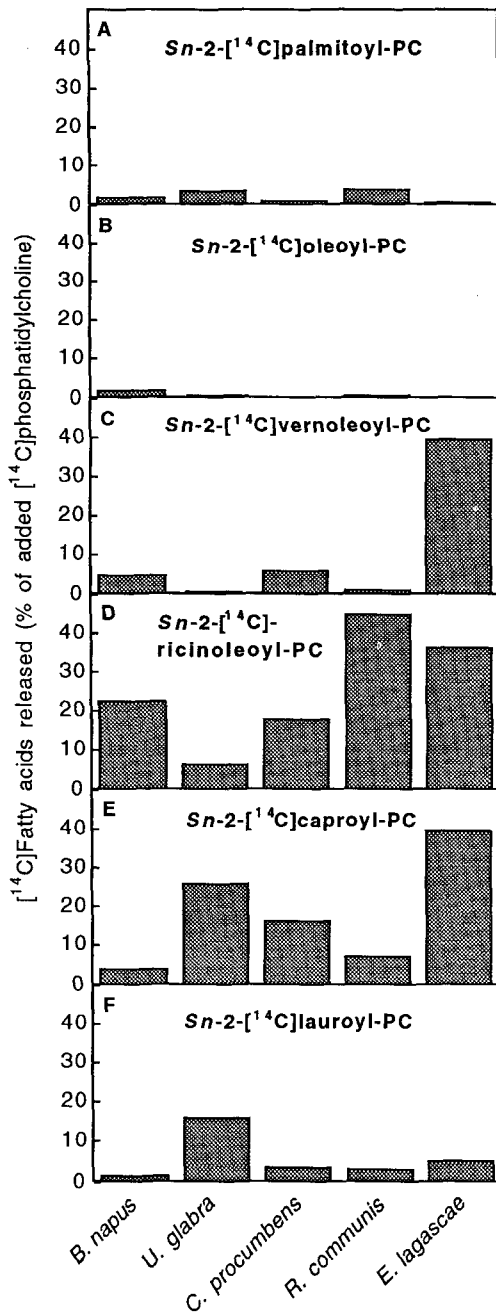 [¹⁴C]Fatty acids released (% of added [¹⁴C]phosphatidylcholine)
A
Sn-2-[¹⁴C]palmitoyl-PC
40
30
20
10
0
B
Sn-2-[¹⁴C]oleoyl-PC
40
30
20
10
0
C
Sn-2-[¹⁴C]vernoleoyl-PC
40
30
20
10
0
D
Sn-2-[¹⁴C]-
ricinoleoyl-PC
40
30
20
10
0
E
Sn-2-[¹⁴C]caproyl-PC
40
30
20
10
0
F
Sn-2-[¹⁴C]lauroyl-PC
40
30
20
10
0
B. napus
U. glabra
C. procumbens
R. communis
E. lagascae